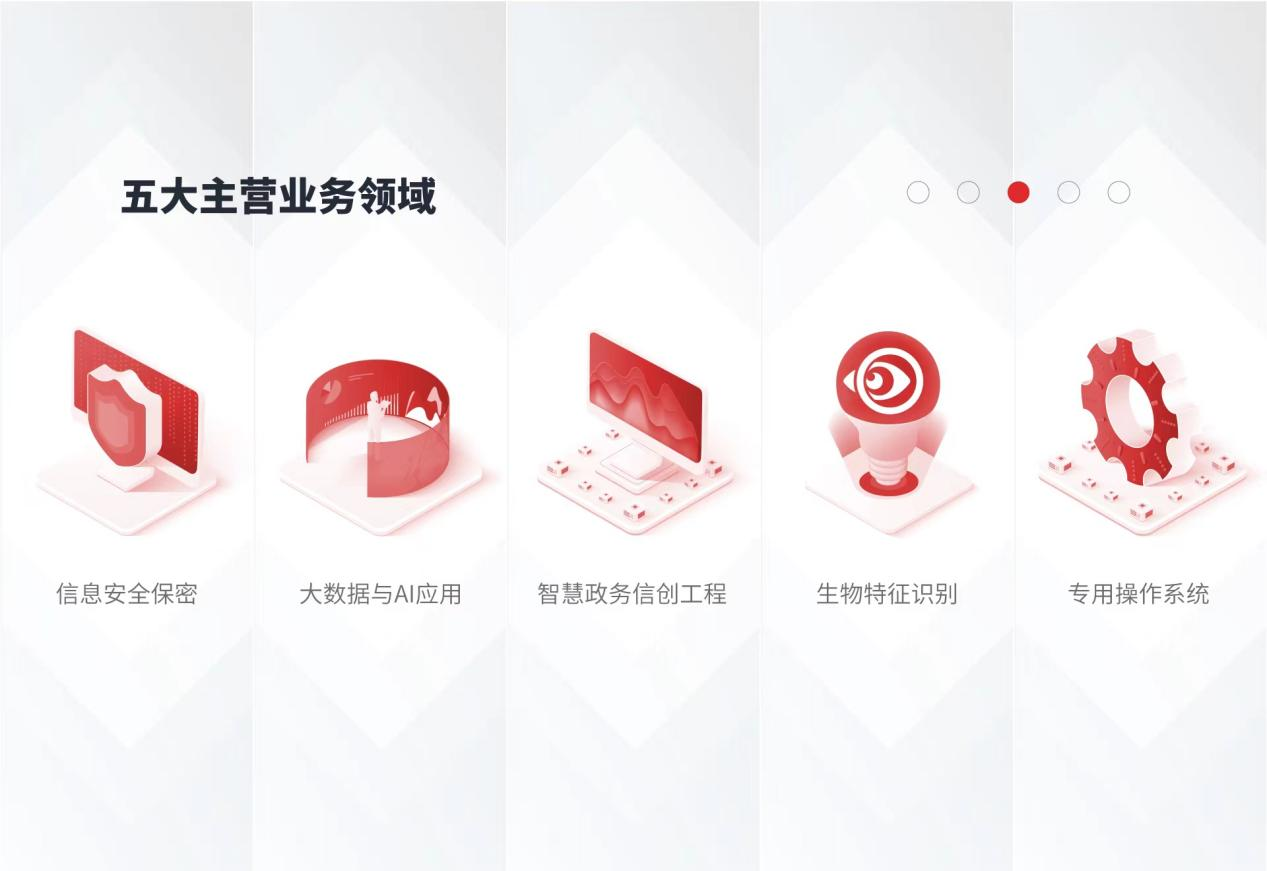 五大主营业务领域
信息安全保密
大数据与AI应用
智慧政务信创工程
生物特征识别
专用操作系统